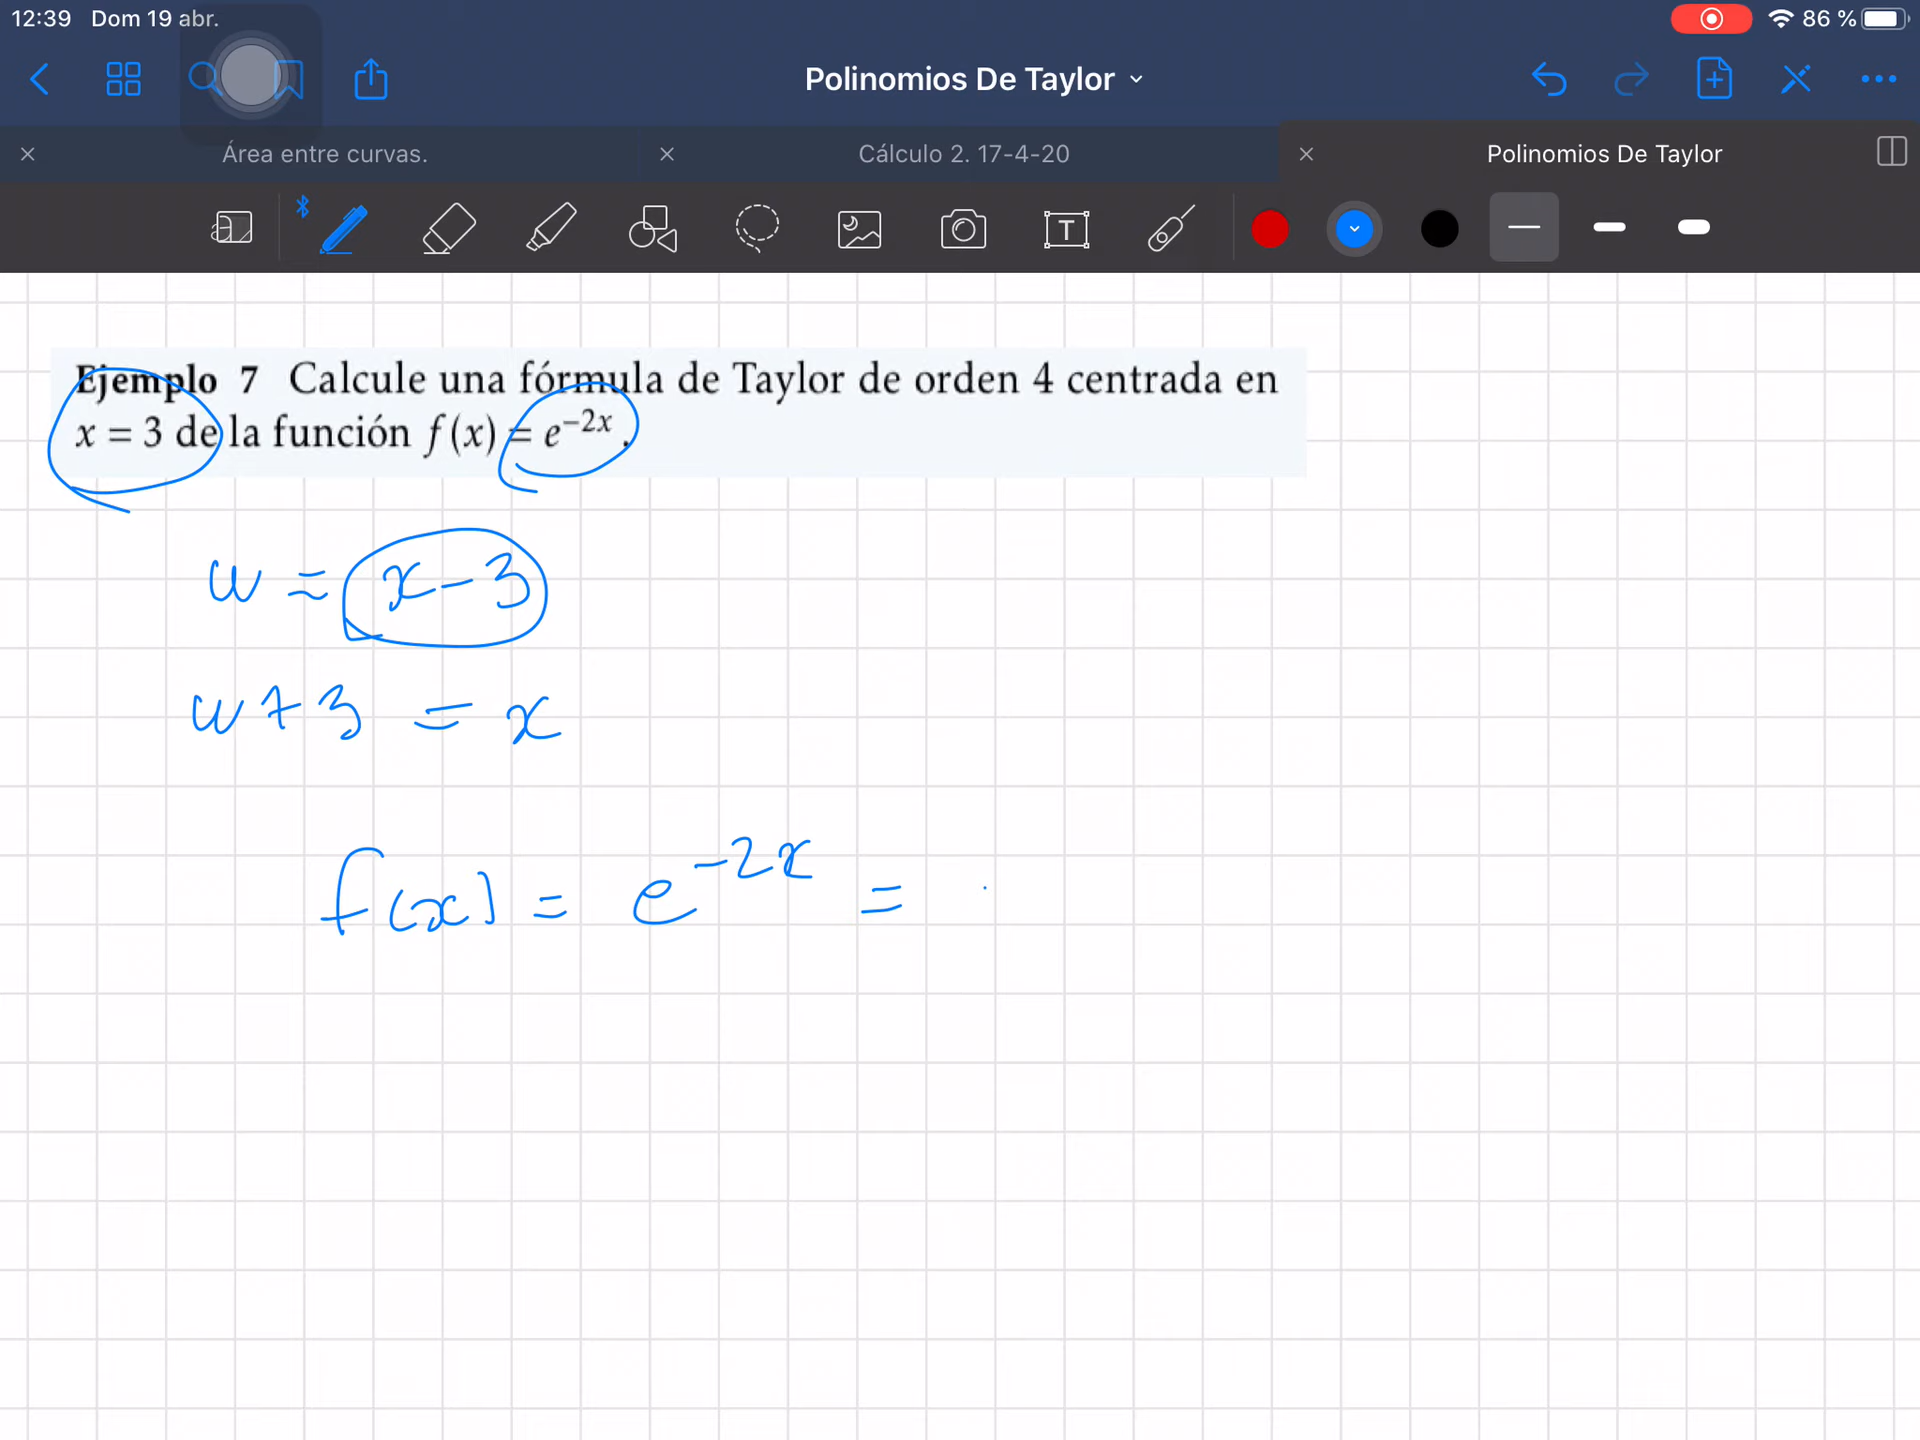 12:39 Dom 19 abr. 86 %
Polinomios De Taylor
Área entre curvas. Cálculo 2. 17-4-20 Polinomios De Taylor
T
Ejemplo 7 Calcule una fórmula de Taylor de orden 4 centrada en
x = 3 de la función f(x) = e^{-2x}.
w = x - 3
w + 3 = x
f(x) = e^{-2x} =